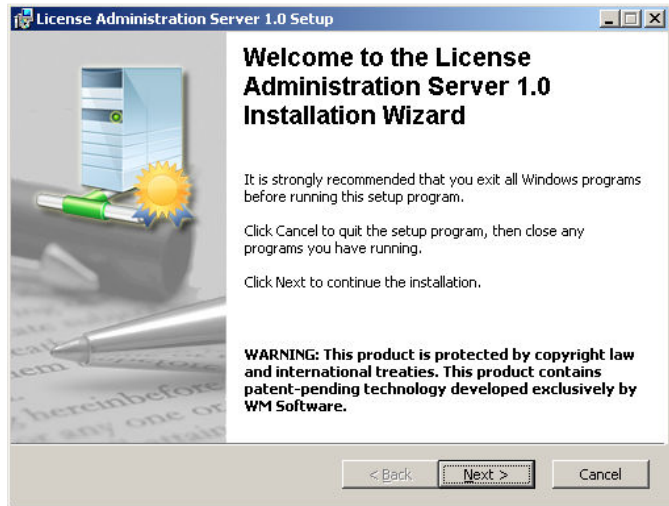 License Administration Server 1.0 Setup
Welcome to the License
Administration Server 1.0
Installation Wizard
It is strongly recommended that you exit all Windows programs
before running this setup program.
Click Cancel to quit the setup program, then close any
programs you have running.
Click Next to continue the installation.
WARNING: This product is protected by copyright law
and international treaties. This product contains
patent-pending technology developed exclusively by
WM Software.
hereinbefore
any one or
< Back
Next >
Cancel